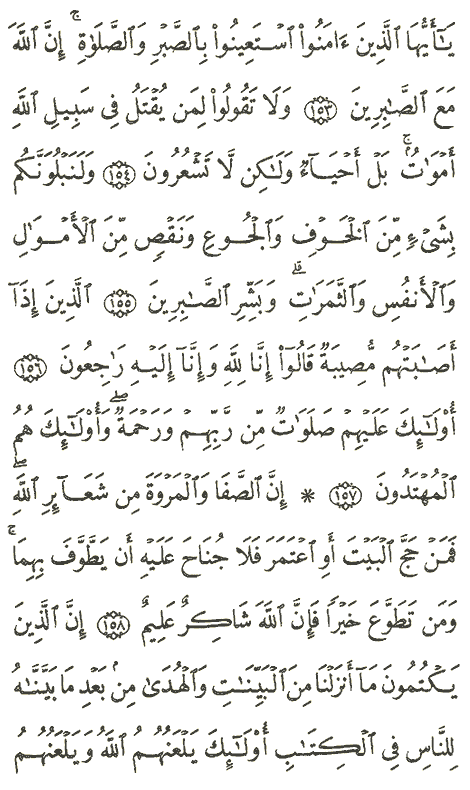 يَـٰٓأَيُّهَا ٱلَّذِينَ ءَامَنُوا۟ ٱسْتَعِينُوا۟ بِٱلصَّبْرِ وَٱلصَّلَوٰةِ ۚ إِنَّ ٱللَّهَ
مَعَ ٱلصَّـٰبِرِينَ ١٥٣ وَلَا تَقُولُوا۟ لِمَن يُقْتَلُ فِى سَبِيلِ ٱللَّهِ
أَمْوَٰتٌۢ ۚ بَلْ أَحْيَآءٌ وَلَـٰكِن لَّا تَشْعُرُونَ ١٥٤ وَلَنَبْلُوَنَّكُم
بِشَىْءٍ مِّنَ ٱلْخَوْفِ وَٱلْجُوعِ وَنَقْصٍ مِّنَ ٱلْأَمْوَٰلِ
وَٱلْأَنفُسِ وَٱلثَّمَرَٰتِ ۗ وَبَشِّرِ ٱلصَّـٰبِرِينَ ١٥٥ ٱلَّذِينَ إِذَآ
أَصَـٰبَتْهُم مُّصِيبَةٌ قَالُوٓا۟ إِنَّا لِلَّهِ وَإِنَّآ إِلَيْهِ رَٰجِعُونَ ١٥٦
أُو۟لَـٰٓئِكَ عَلَيْهِمْ صَلَوَٰتٌ مِّن رَّبِّهِمْ وَرَحْمَةٌ ۖ وَأُو۟لَـٰٓئِكَ هُمُ
ٱلْمُهْتَدُونَ ١٥٧ * إِنَّ ٱلصَّفَا وَٱلْمَرْوَةَ مِن شَعَآئِرِ ٱللَّهِ ۖ
فَمَنْ حَجَّ ٱلْبَيْتَ أَوِ ٱعْتَمَرَ فَلَا جُنَاحَ عَلَيْهِ أَن يَطَّوَّفَ بِهِمَا ۚ
وَمَن تَطَوَّعَ خَيْرًا فَإِنَّ ٱللَّهَ شَاكِرٌ عَلِيمٌ ١٥٨ إِنَّ ٱلَّذِينَ
يَكْتُمُونَ مَآ أَنزَلْنَا مِنَ ٱلْبَيِّنَـٰتِ وَٱلْهُدَىٰ مِنۢ بَعْدِ مَا بَيَّنَّـٰهُ
لِلنَّاسِ فِى ٱلْكِتَـٰبِ أُو۟لَـٰٓئِكَ يَلْعَنُهُمُ ٱللَّهُ وَيَلْعَنُهُمُ